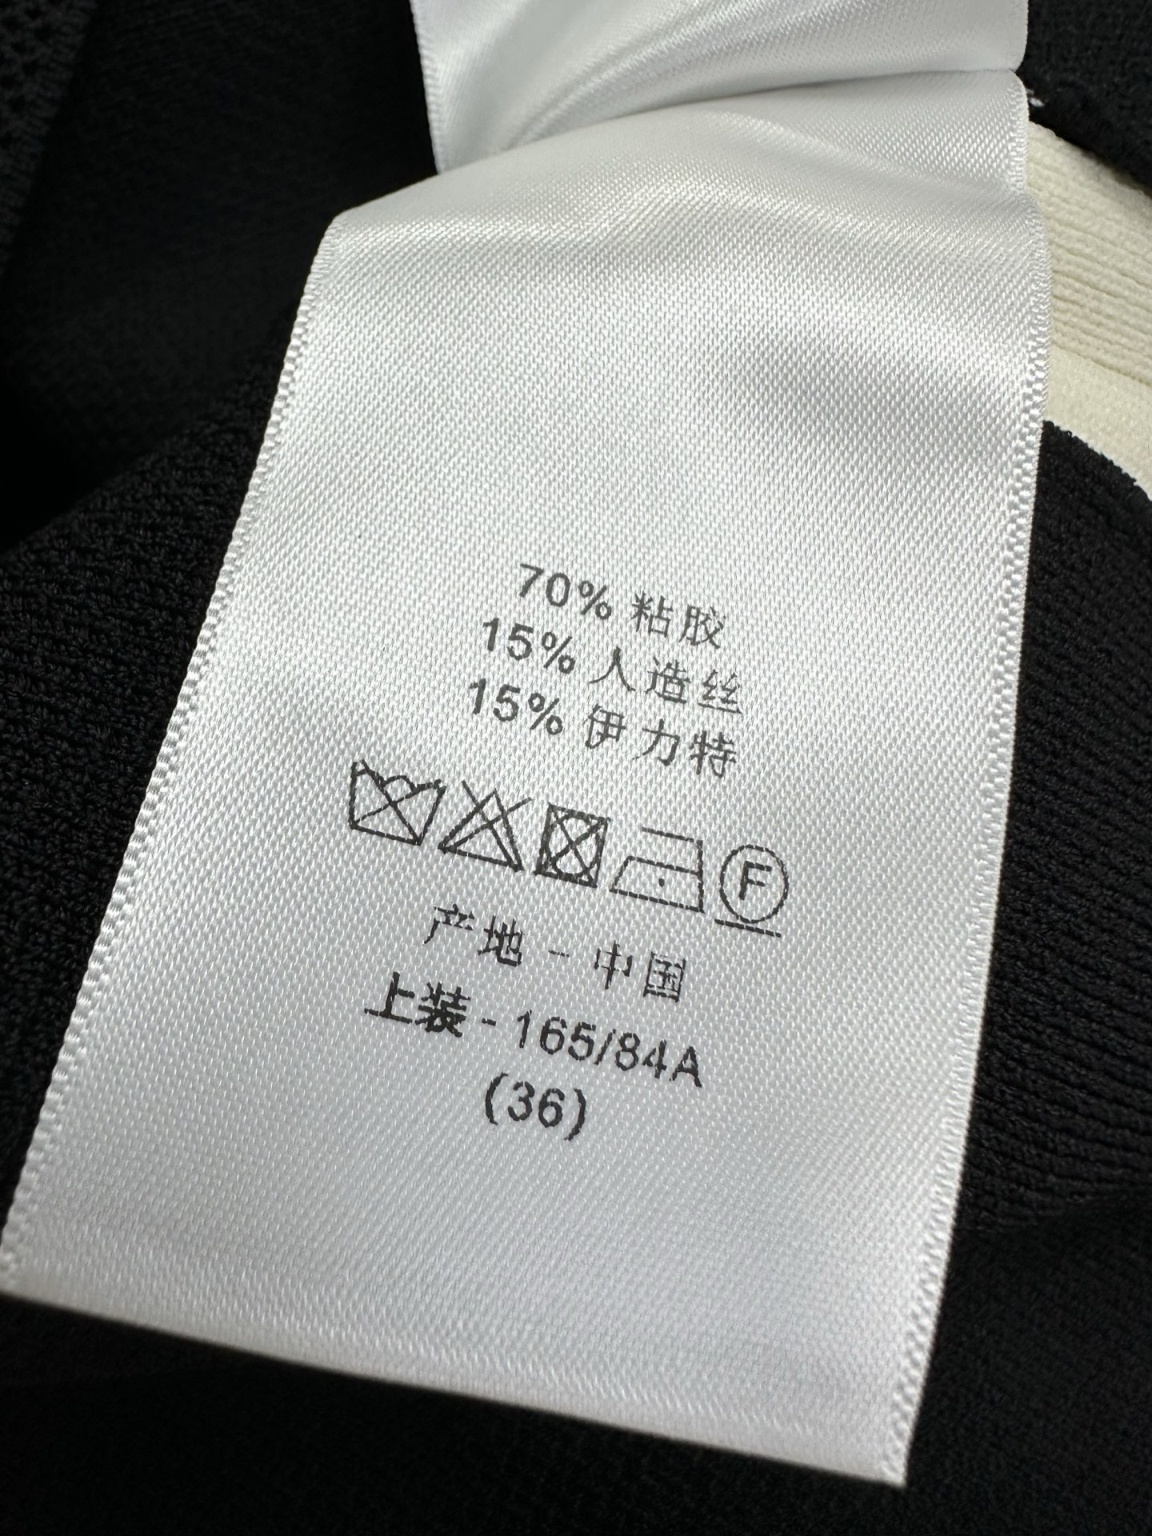 70% 粘胶
15% 人造丝
15% 伊力特
F
产地 - 中国
上装 - 165/84A
(36)